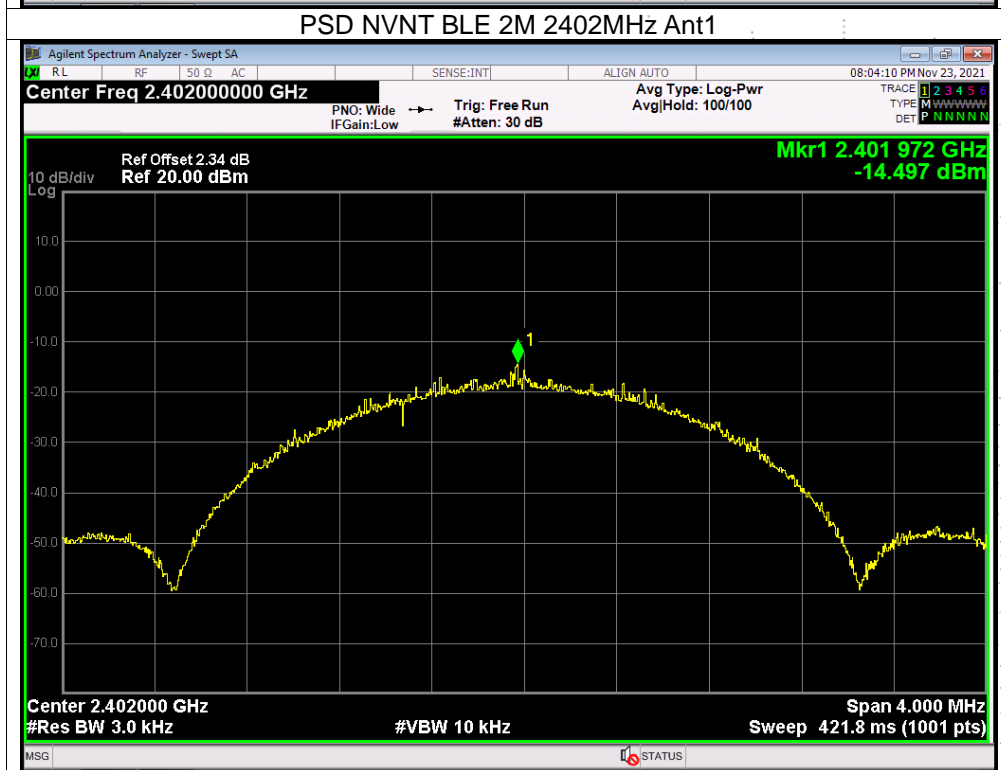 PSD NVNT BLE 2M 2402MHz Ant1
Agilent Spectrum Analyzer - Swept SA
LXI RL RF 50 Ω AC SENSE:INT ALIGN AUTO 08:04:10 PM Nov 23, 2021
Center Freq 2.402000000 GHz Avg Type: Log-Pwr TRACE 1 2 3 4 5 6
PNO: Wide Trig: Free Run Avg|Hold: 100/100 TYPE M WWWWW
IFGain:Low #Atten: 30 dB DET P N N N N N
Mkr1 2.401 972 GHz
Ref Offset 2.34 dB
10 dB/div Ref 20.00 dBm -14.497 dBm
Log
10.0
0.00
1
-10.0
-20.0
-30.0
-40.0
-50.0
-60.0
-70.0
Center 2.402000 GHz Span 4.000 MHz
#Res BW 3.0 kHz #VBW 10 kHz Sweep 421.8 ms (1001 pts)
MSG STATUS